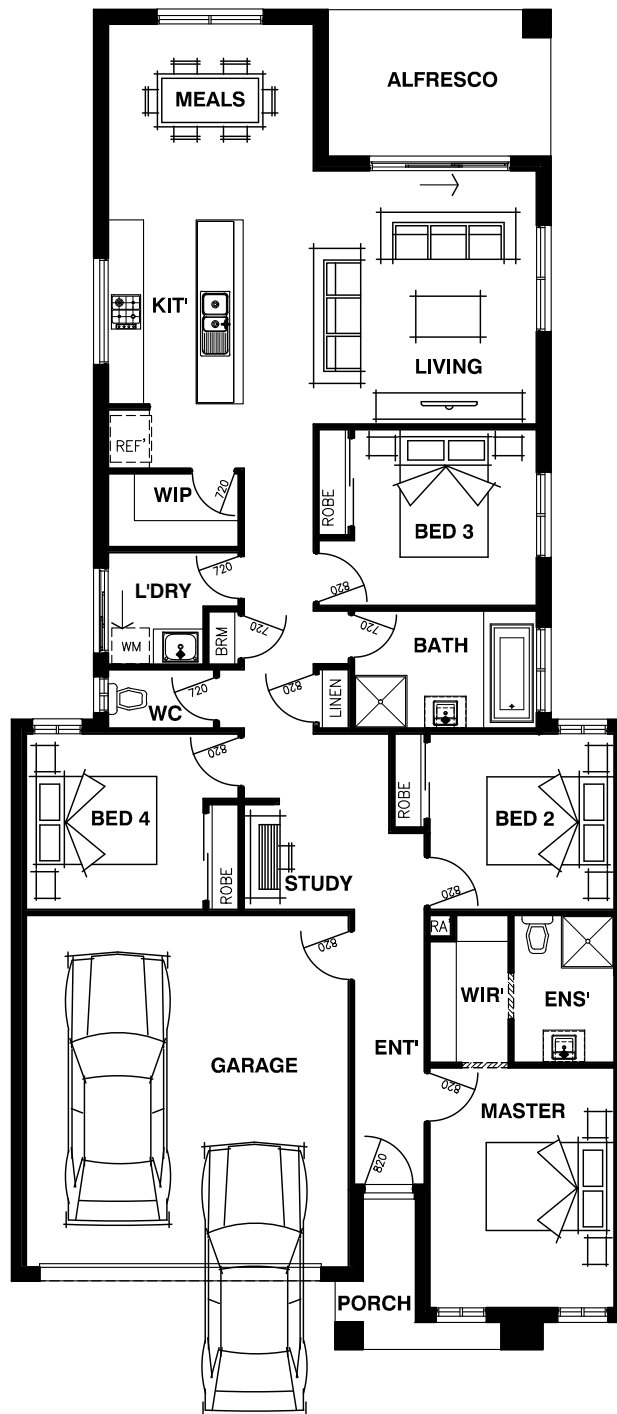 MEALS
ALFRESCO
KIT'
LIVING
REF'
WIP
720
ROBE
BED 3
L'DRY
720
820
WM
BRM
720
720
BATH
WC
720
820
LINEN
820
BED 4
ROBE
STUDY
ROBE
BED 2
820
820
RA'
WIR'
ENS'
GARAGE
ENT'
820
MASTER
820
PORCH